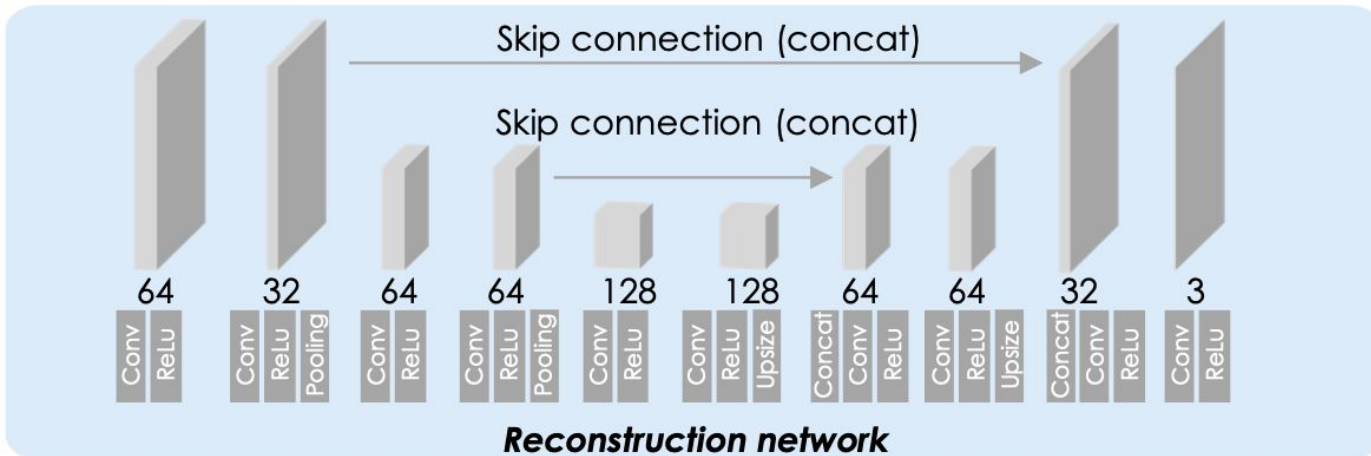 Skip connection (concat)
Skip connection (concat)
64 32 64 64 128 128 64 64 32 3
Conv ReLu Conv ReLu Pooling Conv ReLu Conv ReLu Pooling Conv ReLu Conv ReLu Upsize Concat Conv ReLu Conv ReLu Upsize Concat Conv ReLu Conv ReLu
Reconstruction network